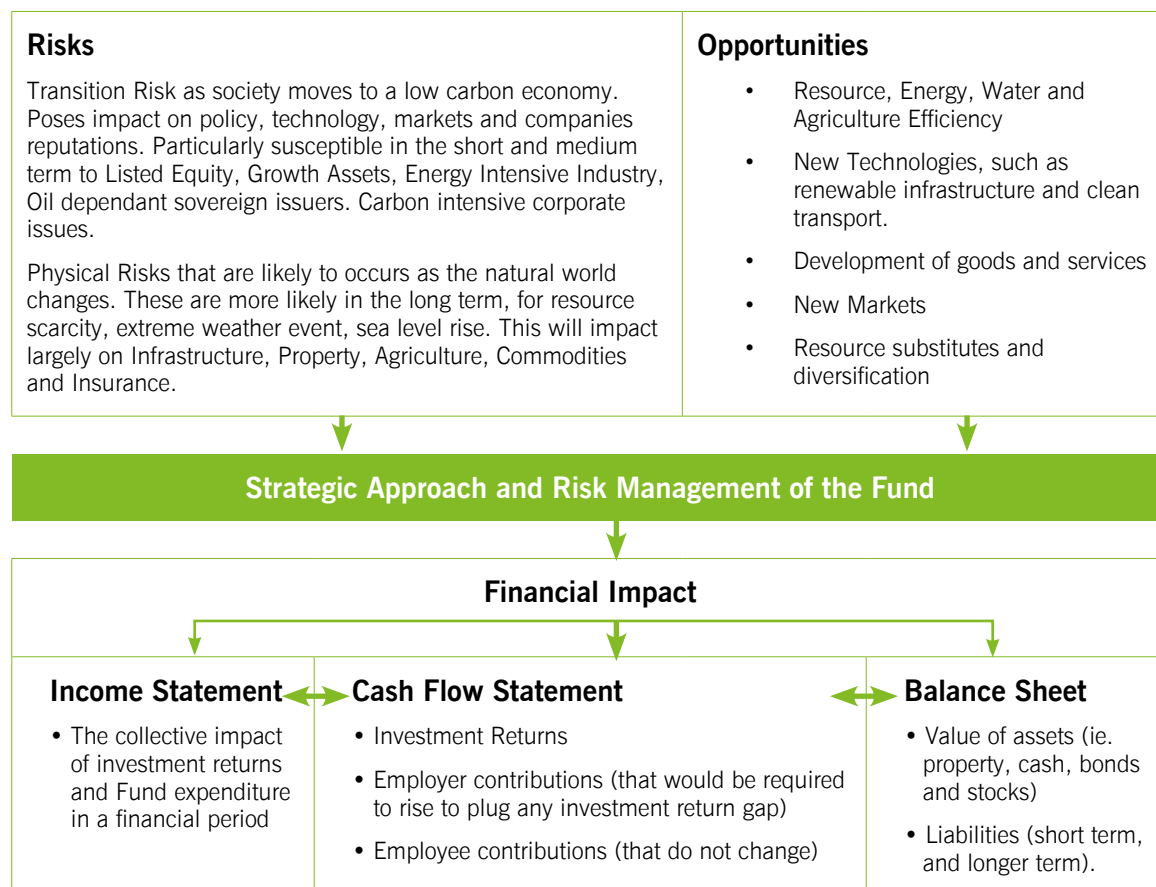 Risks
Transition Risk as society moves to a low carbon economy.
Poses impact on policy, technology, markets and companies
reputations. Particularly susceptible in the short and medium
term to Listed Equity, Growth Assets, Energy Intensive Industry,
Oil dependant sovereign issuers. Carbon intensive corporate
issues.
Physical Risks that are likely to occurs as the natural world
changes. These are more likely in the long term, for resource
scarcity, extreme weather event, sea level rise. This will impact
largely on Infrastructure, Property, Agriculture, Commodities
and Insurance.
Opportunities
• Resource, Energy, Water and
Agriculture Efficiency
• New Technologies, such as
renewable infrastructure and clean
transport.
• Development of goods and services
• New Markets
• Resource substitutes and
diversification
Strategic Approach and Risk Management of the Fund
Financial Impact
Income Statement
• The collective impact
of investment returns
and Fund expenditure
in a financial period
Cash Flow Statement
• Investment Returns
• Employer contributions (that would be required
to rise to plug any investment return gap)
• Employee contributions (that do not change)
Balance Sheet
• Value of assets (ie.
property, cash, bonds
and stocks)
• Liabilities (short term,
and longer term).